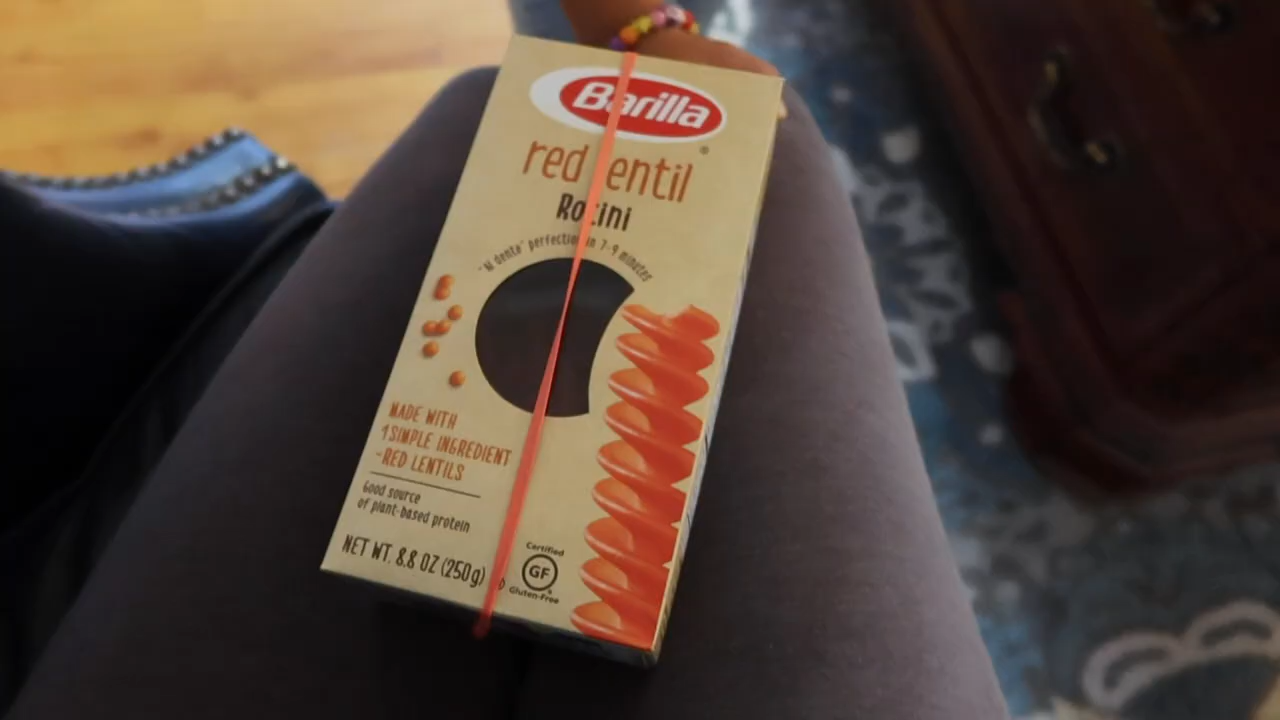 Barilla
®
red lentil
Rotini
"Al dente" perfection in 7-9 minutes
MADE WITH
1 SIMPLE INGREDIENT
-RED LENTILS
Good source
of plant-based protein
NET WT. 8.8 OZ (250g)
Certified
GF
Gluten-Free